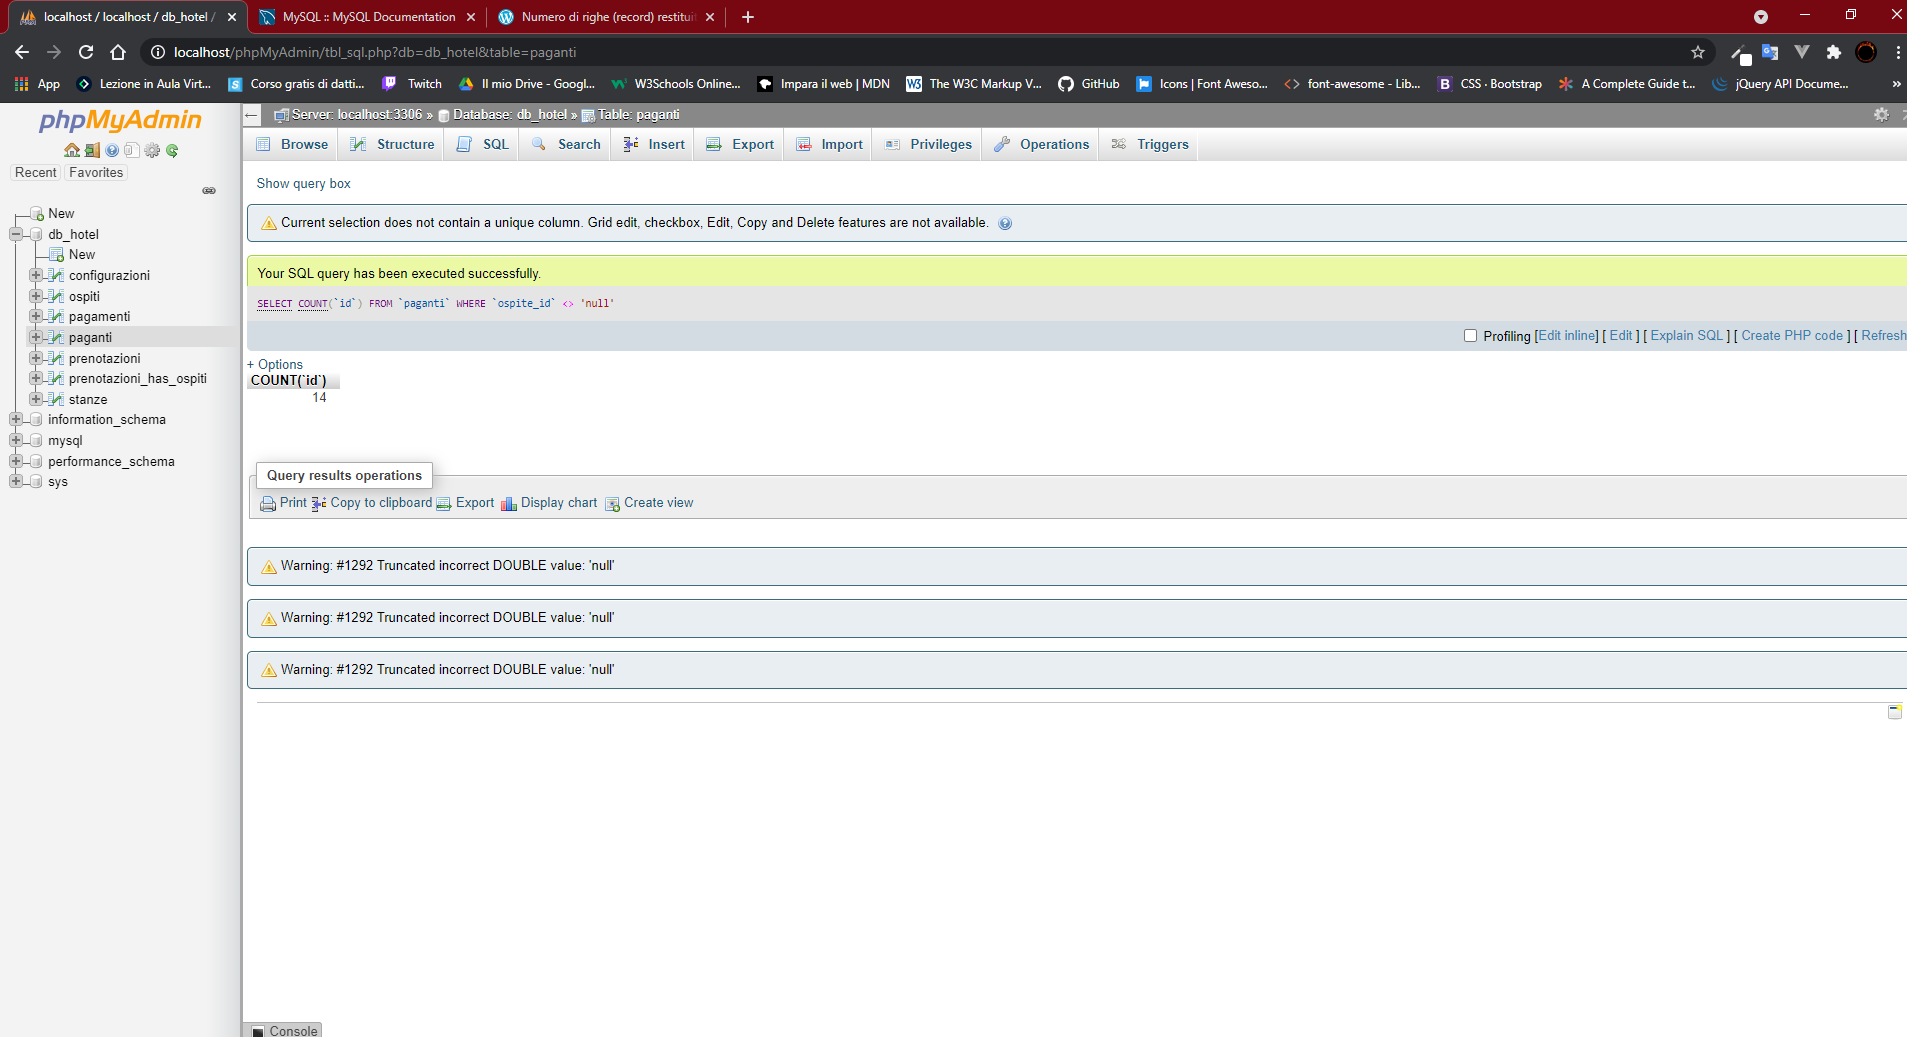 localhost / localhost / db_hotel /
MySQL :: MySQL Documentation
Numero di righe (record) restitui
localhost/phpMyAdmin/tbl_sql.php?db=db_hotel&table=paganti
App
Lezione in Aula Virt...
Corso gratis di datti...
Twitch
Il mio Drive - Googl...
W3Schools Online...
Impara il web | MDN
The W3C Markup V...
GitHub
Icons | Font Aweso...
font-awesome - Lib...
CSS · Bootstrap
A Complete Guide t...
jQuery API Docume...
»
phpMyAdmin
Recent
Favorites
New
db_hotel
New
configurazioni
ospiti
pagamenti
paganti
prenotazioni
prenotazioni_has_ospiti
stanze
information_schema
mysql
performance_schema
sys
Server: localhost:3306 » Database: db_hotel » Table: paganti
Browse
Structure
SQL
Search
Insert
Export
Import
Privileges
Operations
Triggers
Show query box
Current selection does not contain a unique column. Grid edit, checkbox, Edit, Copy and Delete features are not available.
Your SQL query has been executed successfully.
SELECT COUNT(`id`) FROM `paganti` WHERE `ospite_id` <> 'null'
Profiling [Edit inline] [ Edit ] [ Explain SQL ] [ Create PHP code ] [ Refresh
+ Options
COUNT(`id`)
14
Query results operations
Print
Copy to clipboard
Export
Display chart
Create view
Warning: #1292 Truncated incorrect DOUBLE value: 'null'
Warning: #1292 Truncated incorrect DOUBLE value: 'null'
Warning: #1292 Truncated incorrect DOUBLE value: 'null'
Console